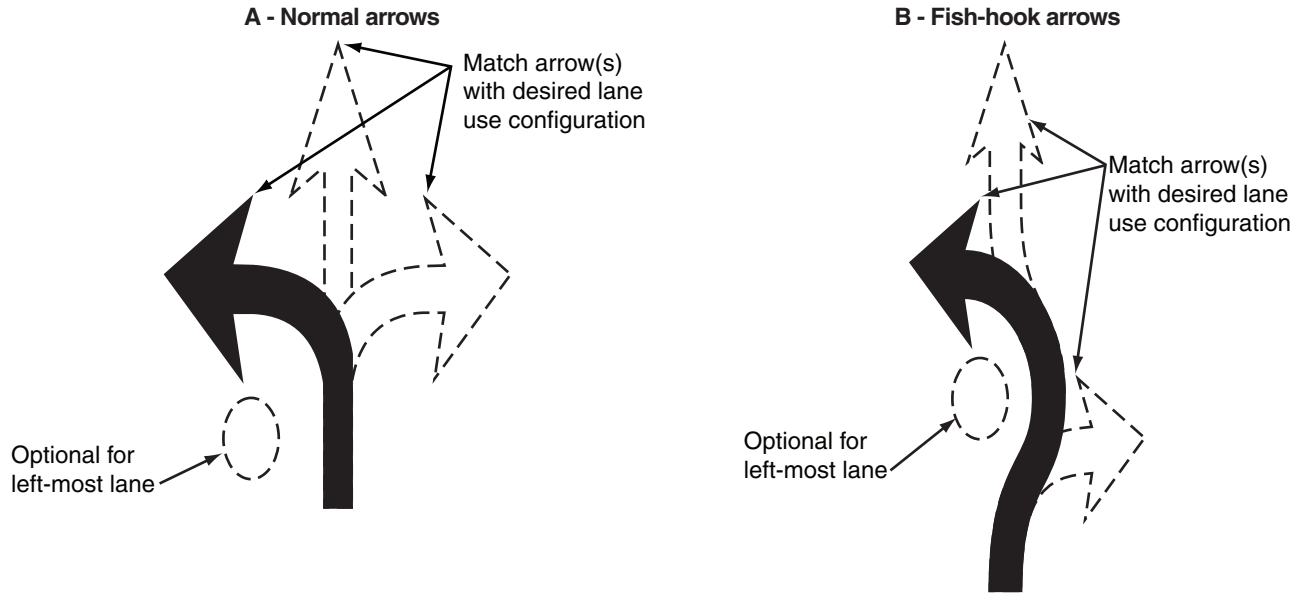 A - Normal arrows
Match arrow(s)
with desired lane
use configuration
Optional for
left-most lane
B - Fish-hook arrows
Match arrow(s)
with desired lane
use configuration
Optional for
left-most lane